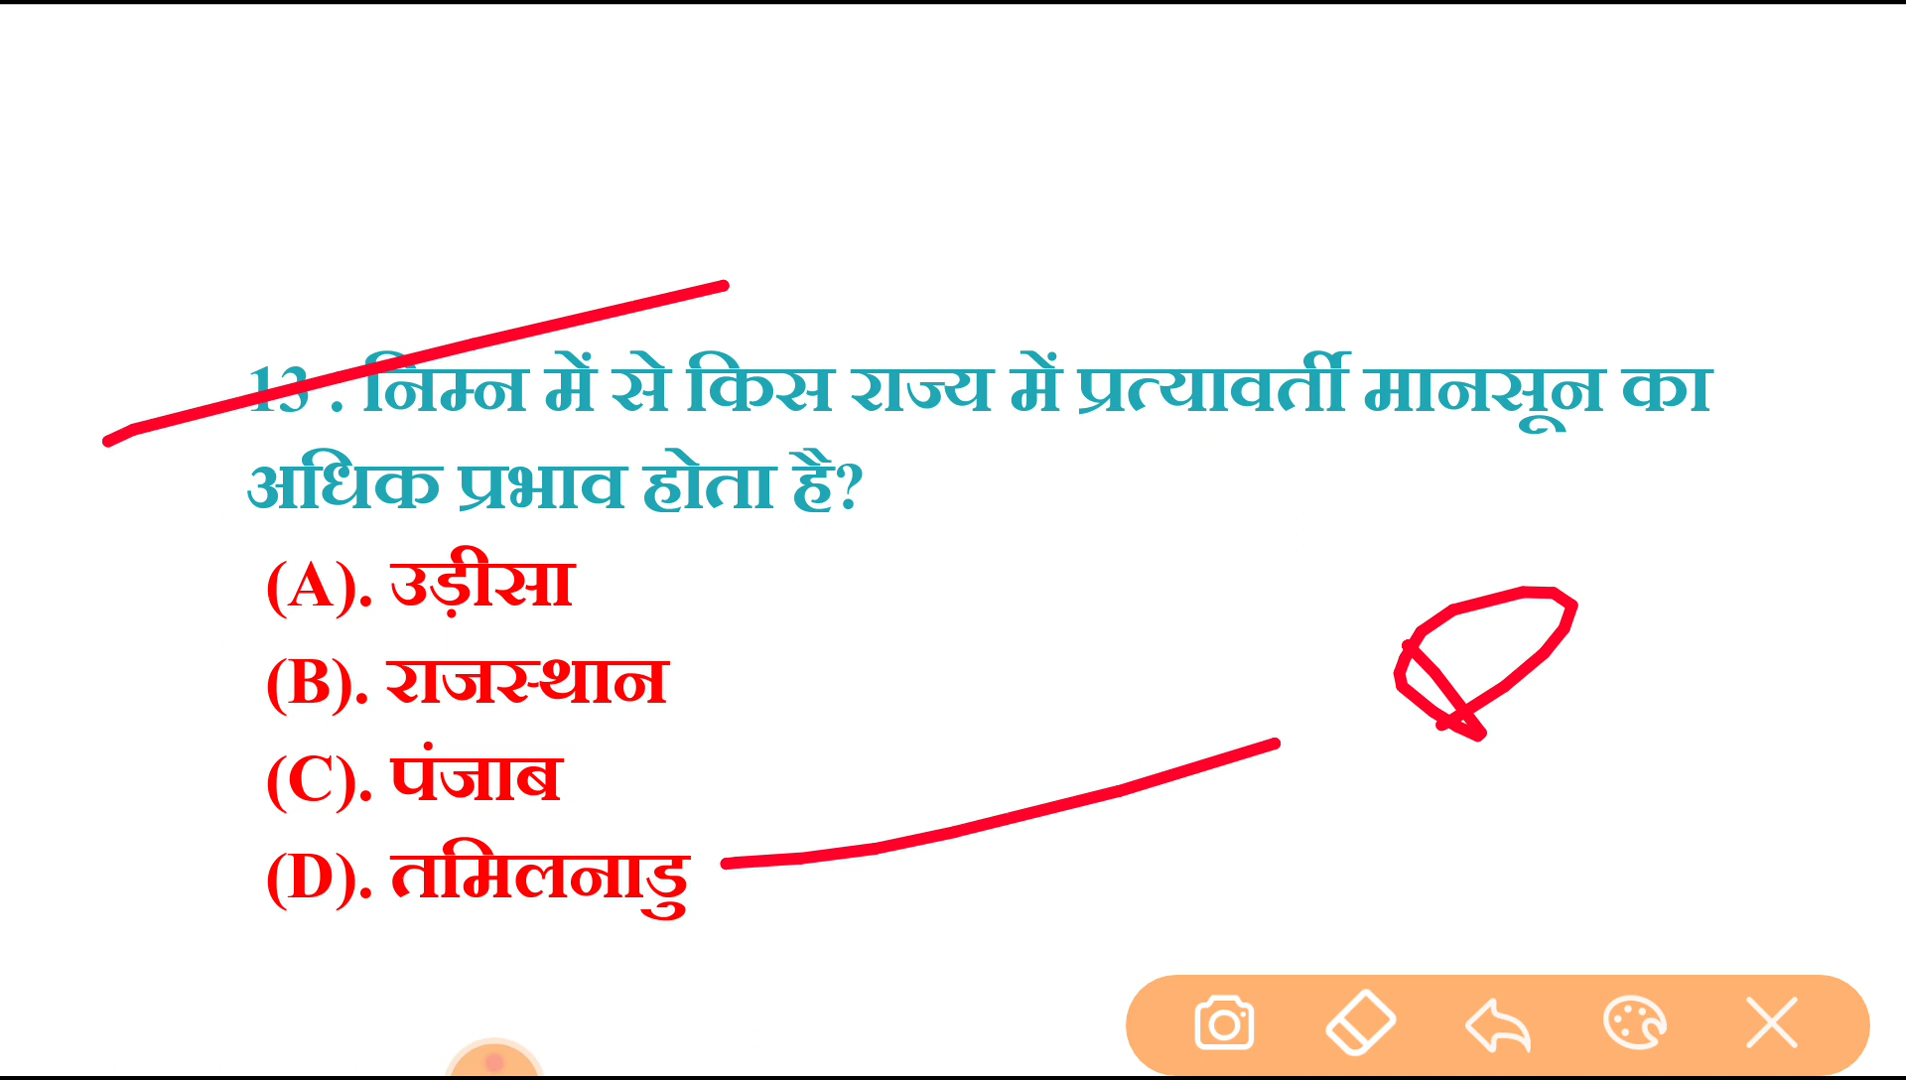 13 . निम्न में से किस राज्य में प्रत्यावर्ती मानसून का
अधिक प्रभाव होता है?
(A). उड़ीसा
(B). राजस्थान
(C). पंजाब
(D). तमिलनाडु